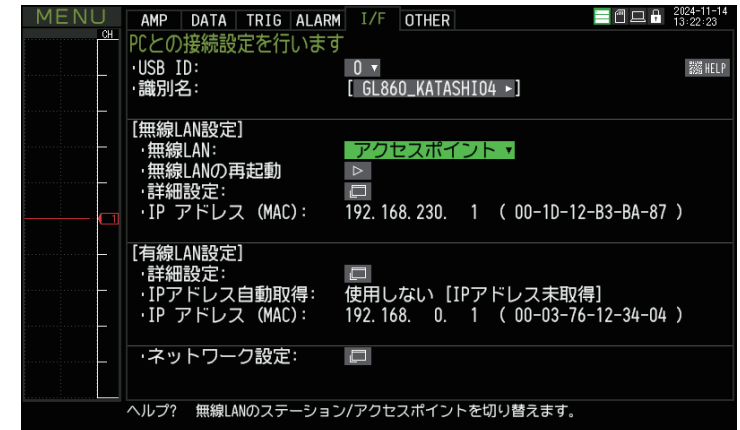 MENU AMP DATA TRIG ALARM I/F OTHER 2024-11-14
13:22:23
CH
PCとの接続設定を行います
・USB ID: 0 ▾
HELP
・識別名: [ GL860_KATASHI04 ▸]
[無線LAN設定]
・無線LAN: アクセスポイント ▾
・無線LANの再起動 ▷
・詳細設定:
・IP アドレス (MAC): 192.168.230. 1 ( 00-1D-12-B3-BA-87 )
1
[有線LAN設定]
・詳細設定:
・IPアドレス自動取得: 使用しない [IPアドレス未取得]
・IP アドレス (MAC): 192.168. 0. 1 ( 00-03-76-12-34-04 )
・ネットワーク設定:
ヘルプ? 無線LANのステーション/アクセスポイントを切り替えます。